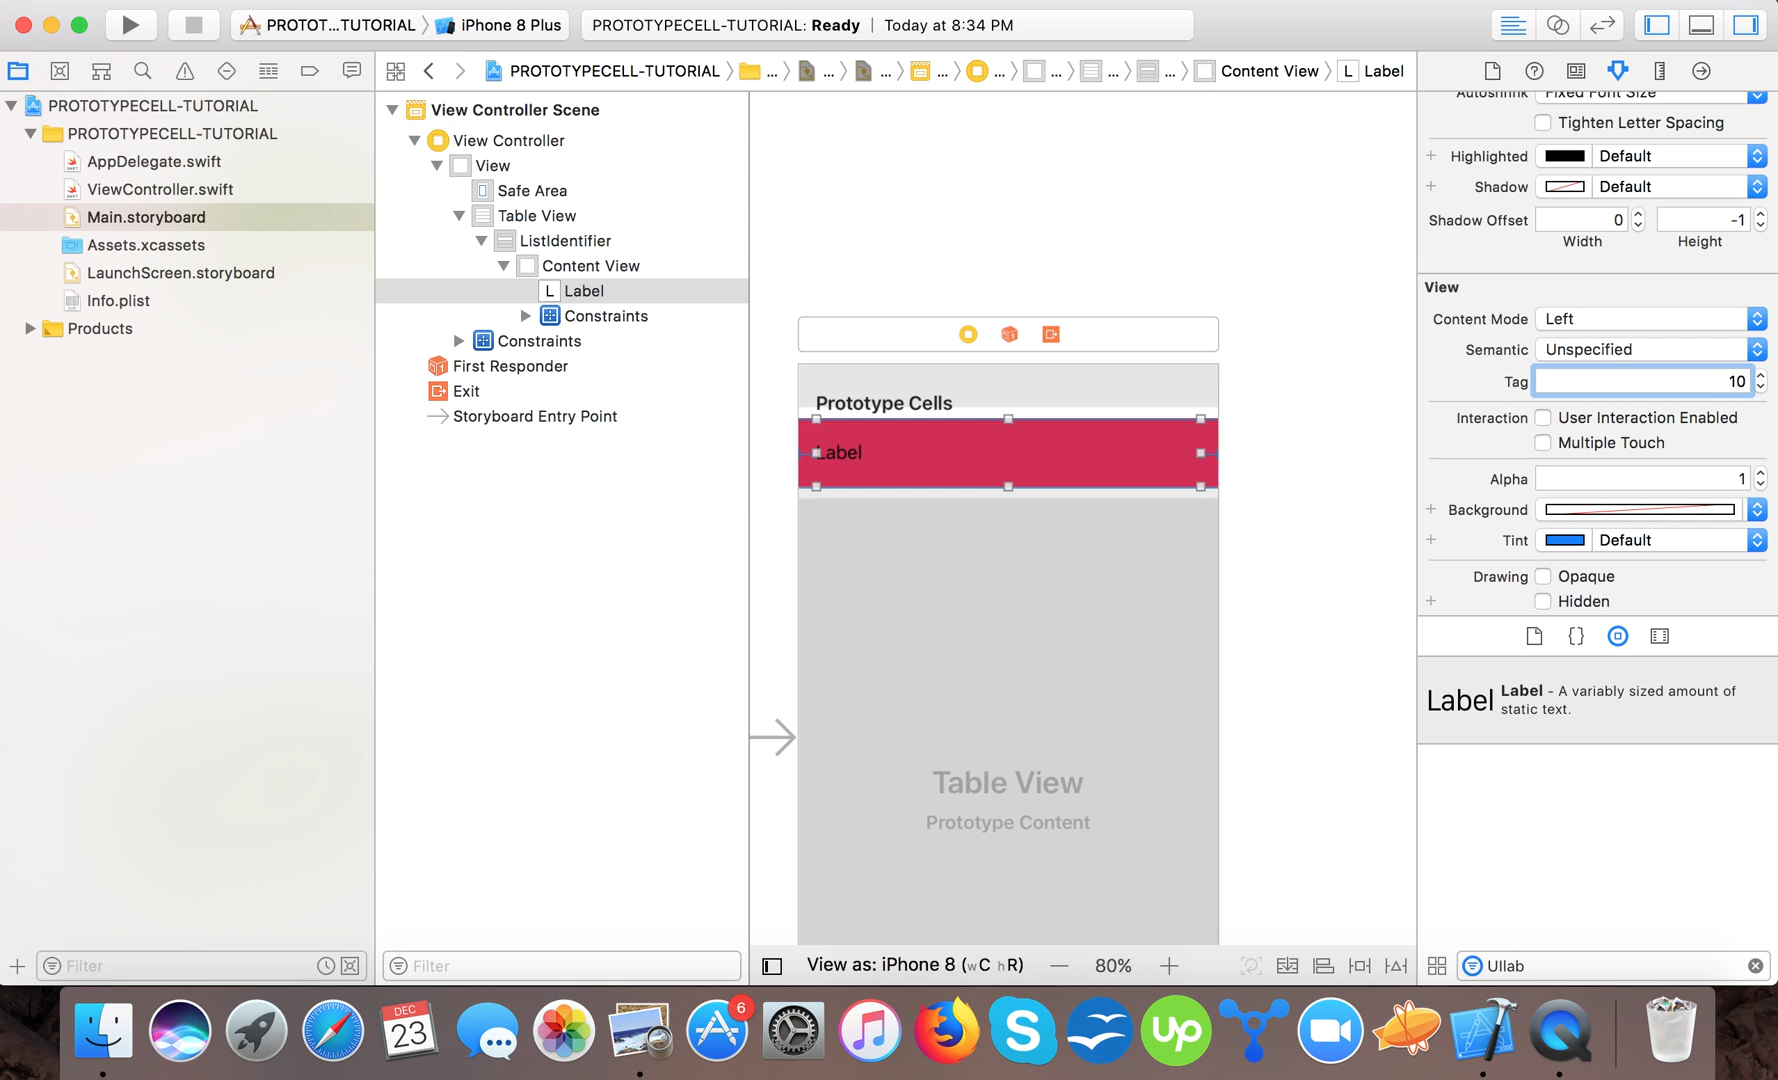 PROTOT...TUTORIAL
iPhone 8 Plus
PROTOTYPECELL-TUTORIAL: Ready
Today at 8:34 PM
PROTOTYPECELL-TUTORIAL
...
...
...
...
...
...
...
...
Content View
L Label
PROTOTYPECELL-TUTORIAL
PROTOTYPECELL-TUTORIAL
AppDelegate.swift
ViewController.swift
Main.storyboard
Assets.xcassets
LaunchScreen.storyboard
Info.plist
Products
View Controller Scene
View Controller
View
Safe Area
Table View
ListIdentifier
Content View
L Label
Constraints
Constraints
First Responder
Exit
Storyboard Entry Point
Prototype Cells
Label
Table View
Prototype Content
Autoshrink Fixed Font Size
Tighten Letter Spacing
Highlighted Default
Shadow Default
Shadow Offset 0 -1
Width Height
View
Content Mode Left
Semantic Unspecified
Tag 10
Interaction User Interaction Enabled
Multiple Touch
Alpha 1
Background
Tint Default
Drawing Opaque
Hidden
Label
Label - A variably sized amount of
static text.
Filter
Filter
View as: iPhone 8 (wC hR)
80%
UIlab
DEC
23
6
S
Up